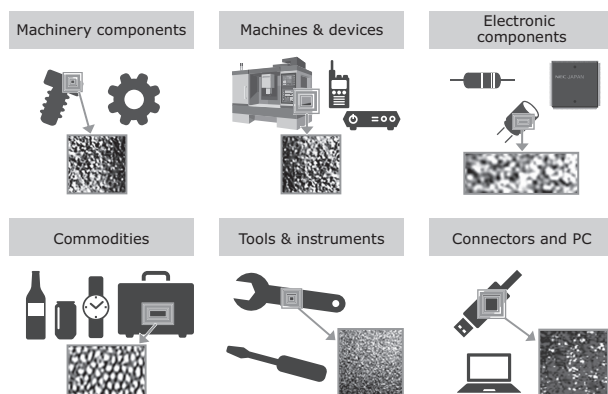 Machinery components
Machines & devices
Electronic
components
NEC JAPAN
Commodities
Tools & instruments
Connectors and PC